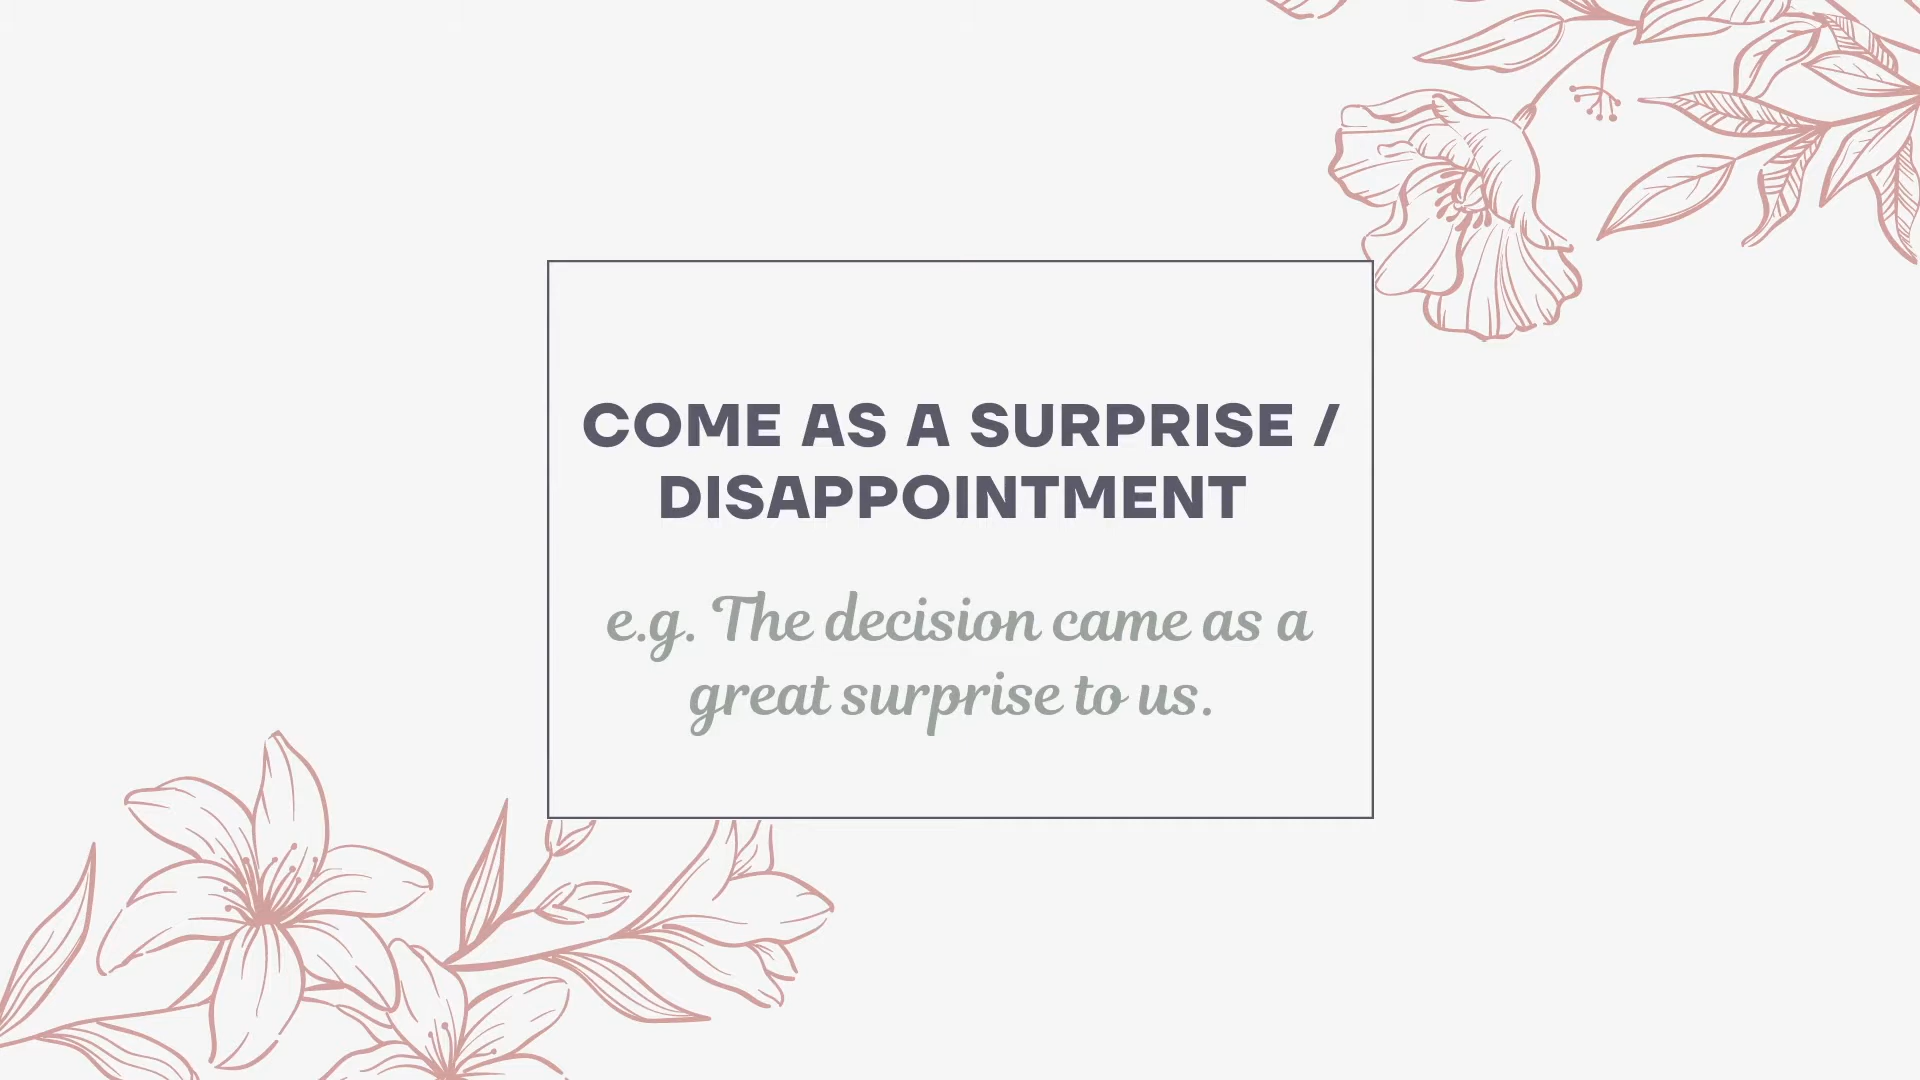 COME AS A SURPRISE /
DISAPPOINTMENT
e.g. The decision came as a
great surprise to us.